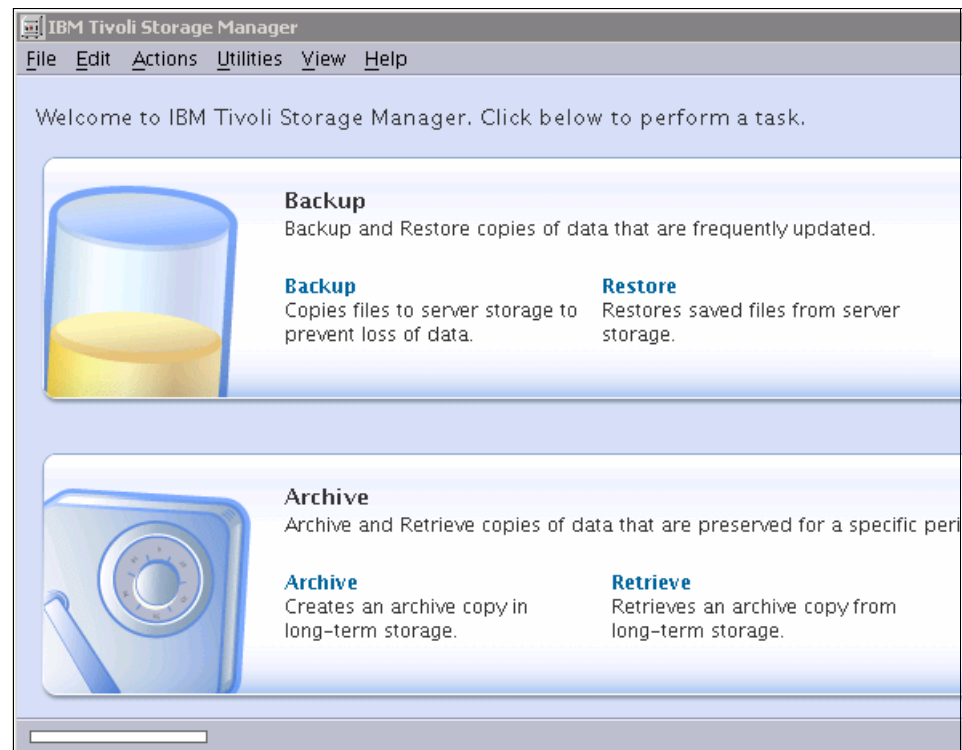 IBM Tivoli Storage Manager
File Edit Actions Utilities View Help
Welcome to IBM Tivoli Storage Manager. Click below to perform a task.
Backup
Backup and Restore copies of data that are frequently updated.
Backup
Copies files to server storage to
prevent loss of data.
Restore
Restores saved files from server
storage.
Archive
Archive and Retrieve copies of data that are preserved for a specific peri
Archive
Creates an archive copy in
long-term storage.
Retrieve
Retrieves an archive copy from
long-term storage.